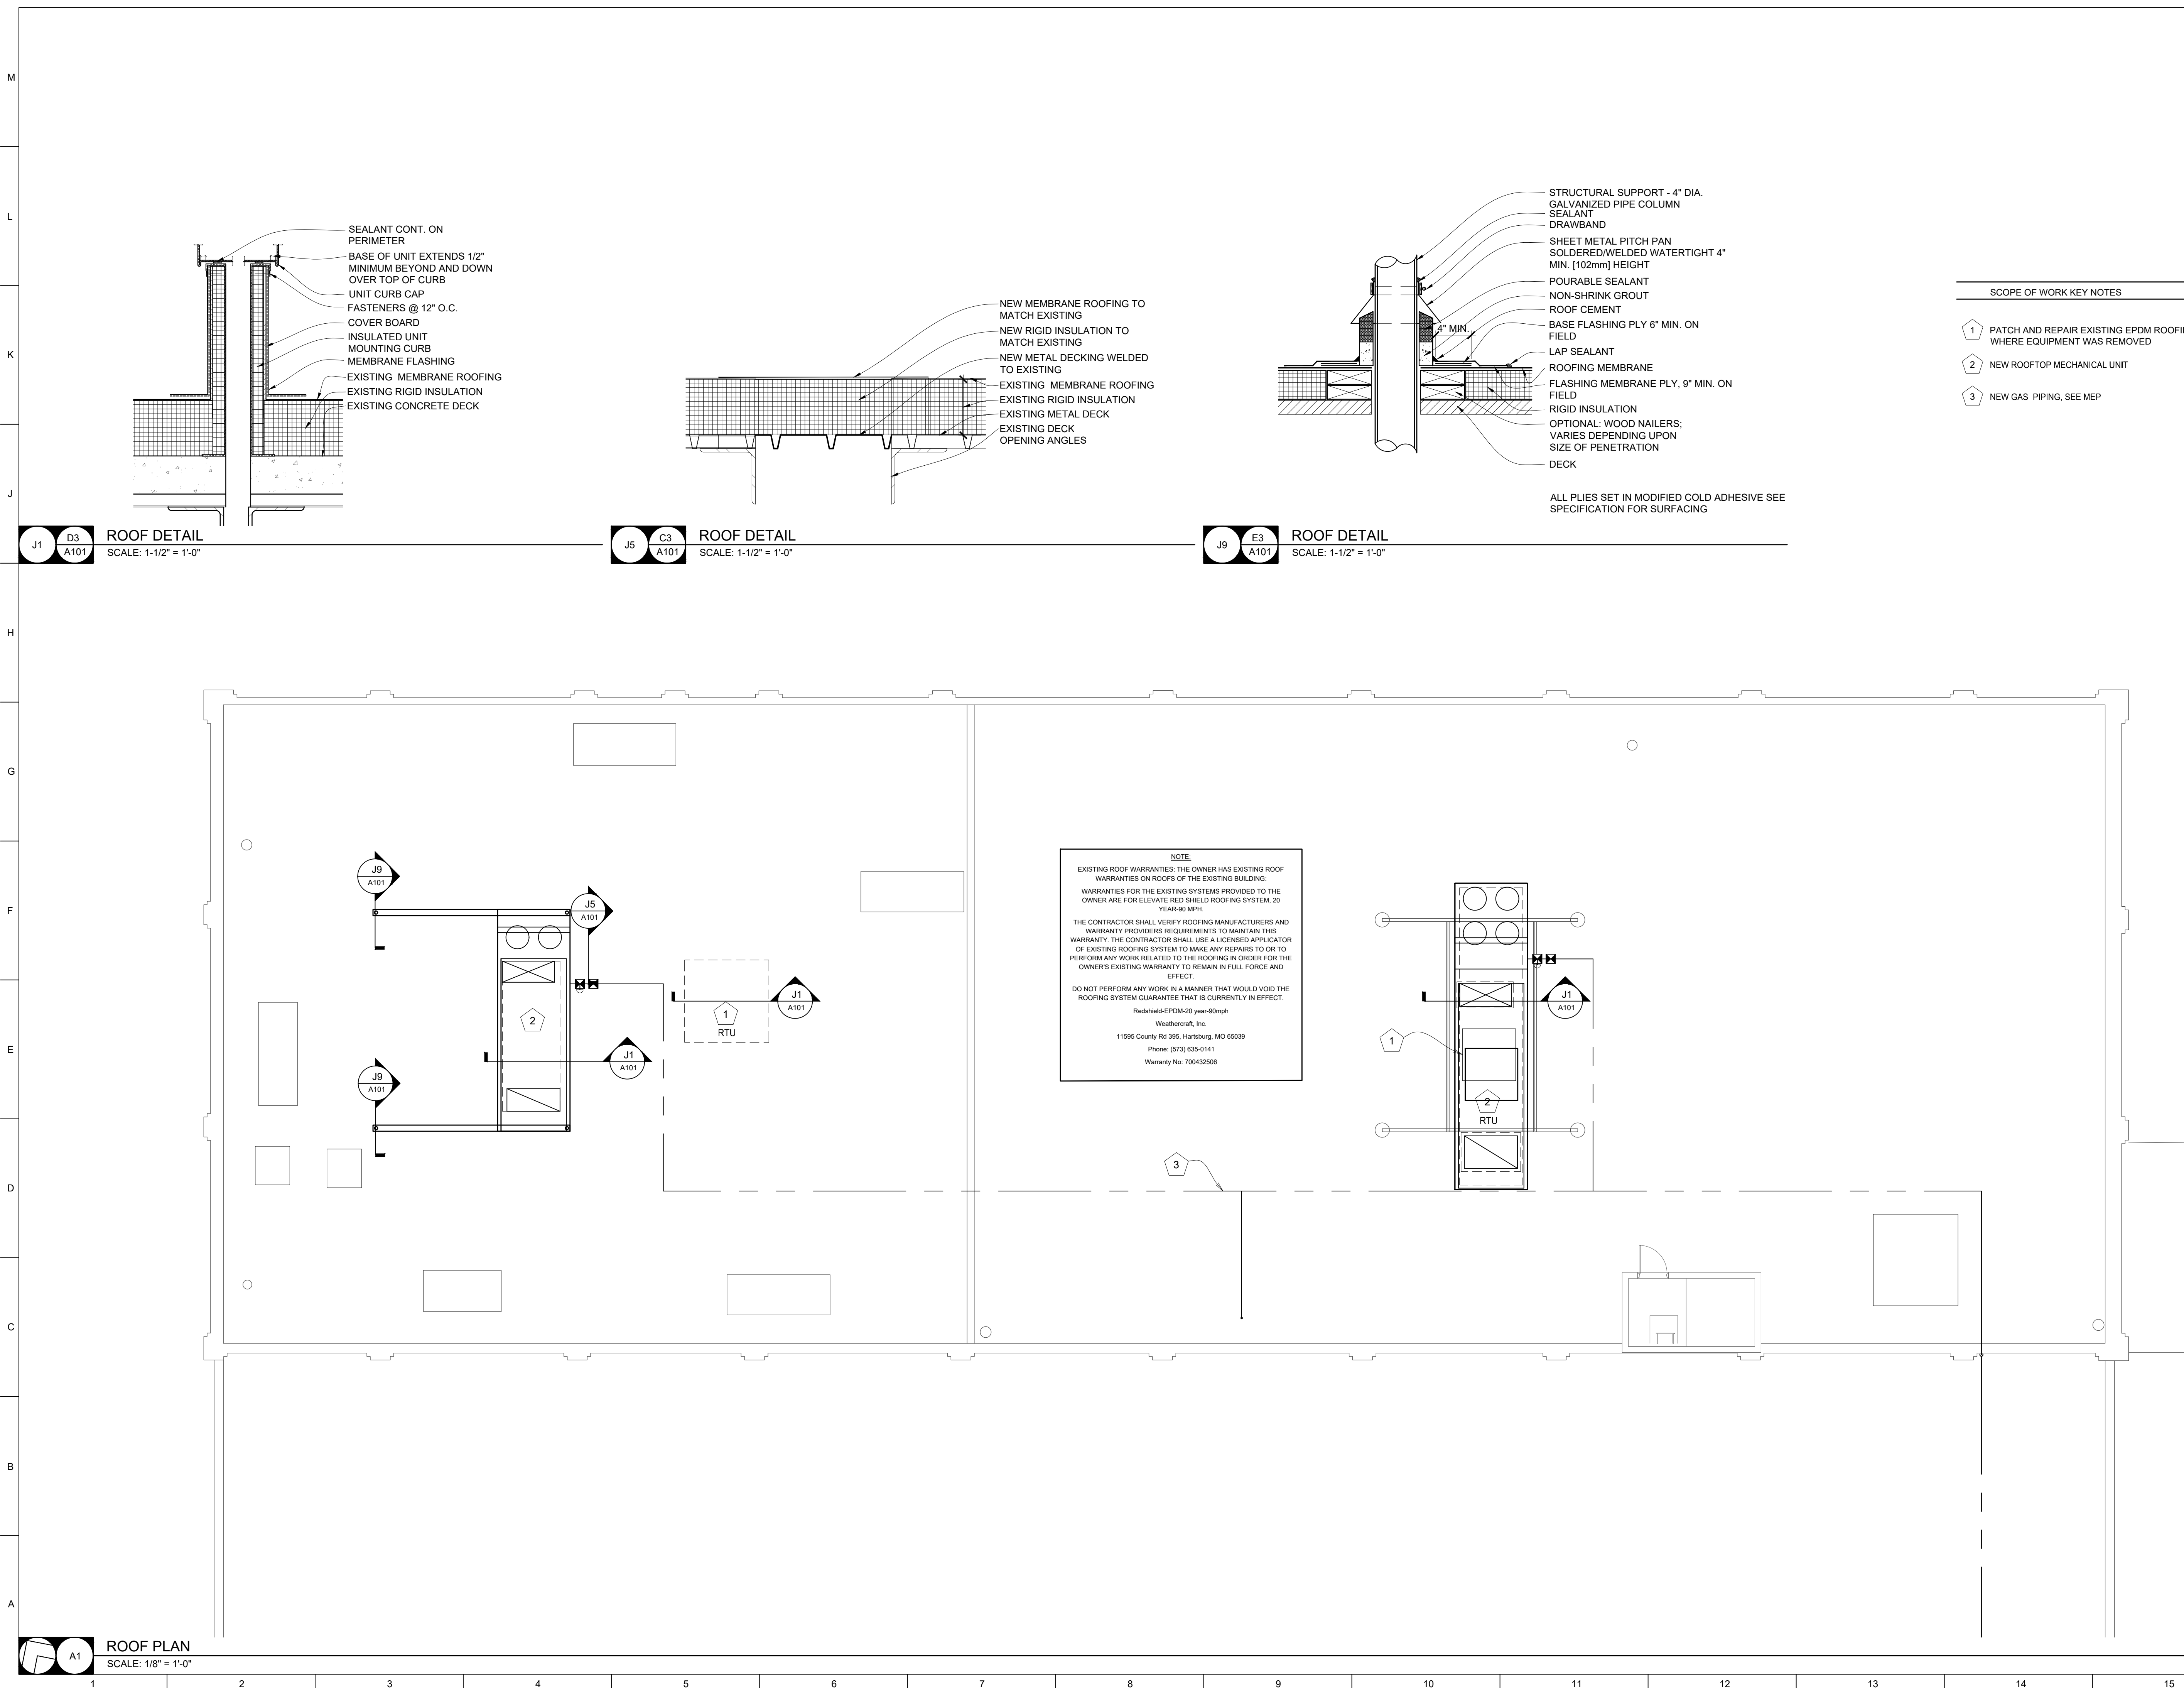 M
L
K
J
H
G
F
E
D
C
B
A
SEALANT CONT. ON
PERIMETER
BASE OF UNIT EXTENDS 1/2"
MINIMUM BEYOND AND DOWN
OVER TOP OF CURB
UNIT CURB CAP
FASTENERS @ 12" O.C.
COVER BOARD
INSULATED UNIT
MOUNTING CURB
MEMBRANE FLASHING
EXISTING MEMBRANE ROOFING
EXISTING RIGID INSULATION
EXISTING CONCRETE DECK
J1
D3
A101
ROOF DETAIL
SCALE: 1-1/2" = 1'-0"
NEW MEMBRANE ROOFING TO
MATCH EXISTING
NEW RIGID INSULATION TO
MATCH EXISTING
NEW METAL DECKING WELDED
TO EXISTING
EXISTING MEMBRANE ROOFING
EXISTING RIGID INSULATION
EXISTING METAL DECK
EXISTING DECK
OPENING ANGLES
J5
C3
A101
ROOF DETAIL
SCALE: 1-1/2" = 1'-0"
STRUCTURAL SUPPORT - 4" DIA.
GALVANIZED PIPE COLUMN
SEALANT
DRAWBAND
SHEET METAL PITCH PAN
SOLDERED/WELDED WATERTIGHT 4"
MIN. [102mm] HEIGHT
POURABLE SEALANT
NON-SHRINK GROUT
ROOF CEMENT
4" MIN.
BASE FLASHING PLY 6" MIN. ON
FIELD
LAP SEALANT
ROOFING MEMBRANE
FLASHING MEMBRANE PLY, 9" MIN. ON
FIELD
RIGID INSULATION
OPTIONAL: WOOD NAILERS;
VARIES DEPENDING UPON
SIZE OF PENETRATION
DECK
ALL PLIES SET IN MODIFIED COLD ADHESIVE SEE
SPECIFICATION FOR SURFACING
J9
E3
A101
ROOF DETAIL
SCALE: 1-1/2" = 1'-0"
SCOPE OF WORK KEY NOTES
1 PATCH AND REPAIR EXISTING EPDM ROOFI
WHERE EQUIPMENT WAS REMOVED
2 NEW ROOFTOP MECHANICAL UNIT
3 NEW GAS PIPING, SEE MEP
J9
A101
J5
A101
J1
A101
1
RTU
2
J1
A101
J9
A101
NOTE:
EXISTING ROOF WARRANTIES: THE OWNER HAS EXISTING ROOF
WARRANTIES ON ROOFS OF THE EXISTING BUILDING:
WARRANTIES FOR THE EXISTING SYSTEMS PROVIDED TO THE
OWNER ARE FOR ELEVATE RED SHIELD ROOFING SYSTEM, 20
YEAR-90 MPH.
THE CONTRACTOR SHALL VERIFY ROOFING MANUFACTURERS AND
WARRANTY PROVIDERS REQUIREMENTS TO MAINTAIN THIS
WARRANTY. THE CONTRACTOR SHALL USE A LICENSED APPLICATOR
OF EXISTING ROOFING SYSTEM TO MAKE ANY REPAIRS TO OR TO
PERFORM ANY WORK RELATED TO THE ROOFING IN ORDER FOR THE
OWNER'S EXISTING WARRANTY TO REMAIN IN FULL FORCE AND
EFFECT.
DO NOT PERFORM ANY WORK IN A MANNER THAT WOULD VOID THE
ROOFING SYSTEM GUARANTEE THAT IS CURRENTLY IN EFFECT.
Redshield-EPDM-20 year-90mph
Weathercraft, Inc.
11595 County Rd 395, Hartsburg, MO 65039
Phone: (573) 635-0141
Warranty No: 700432506
J1
A101
1
2
RTU
3
A1
ROOF PLAN
SCALE: 1/8" = 1'-0"
1 2 3 4 5 6 7 8 9 10 11 12 13 14 15